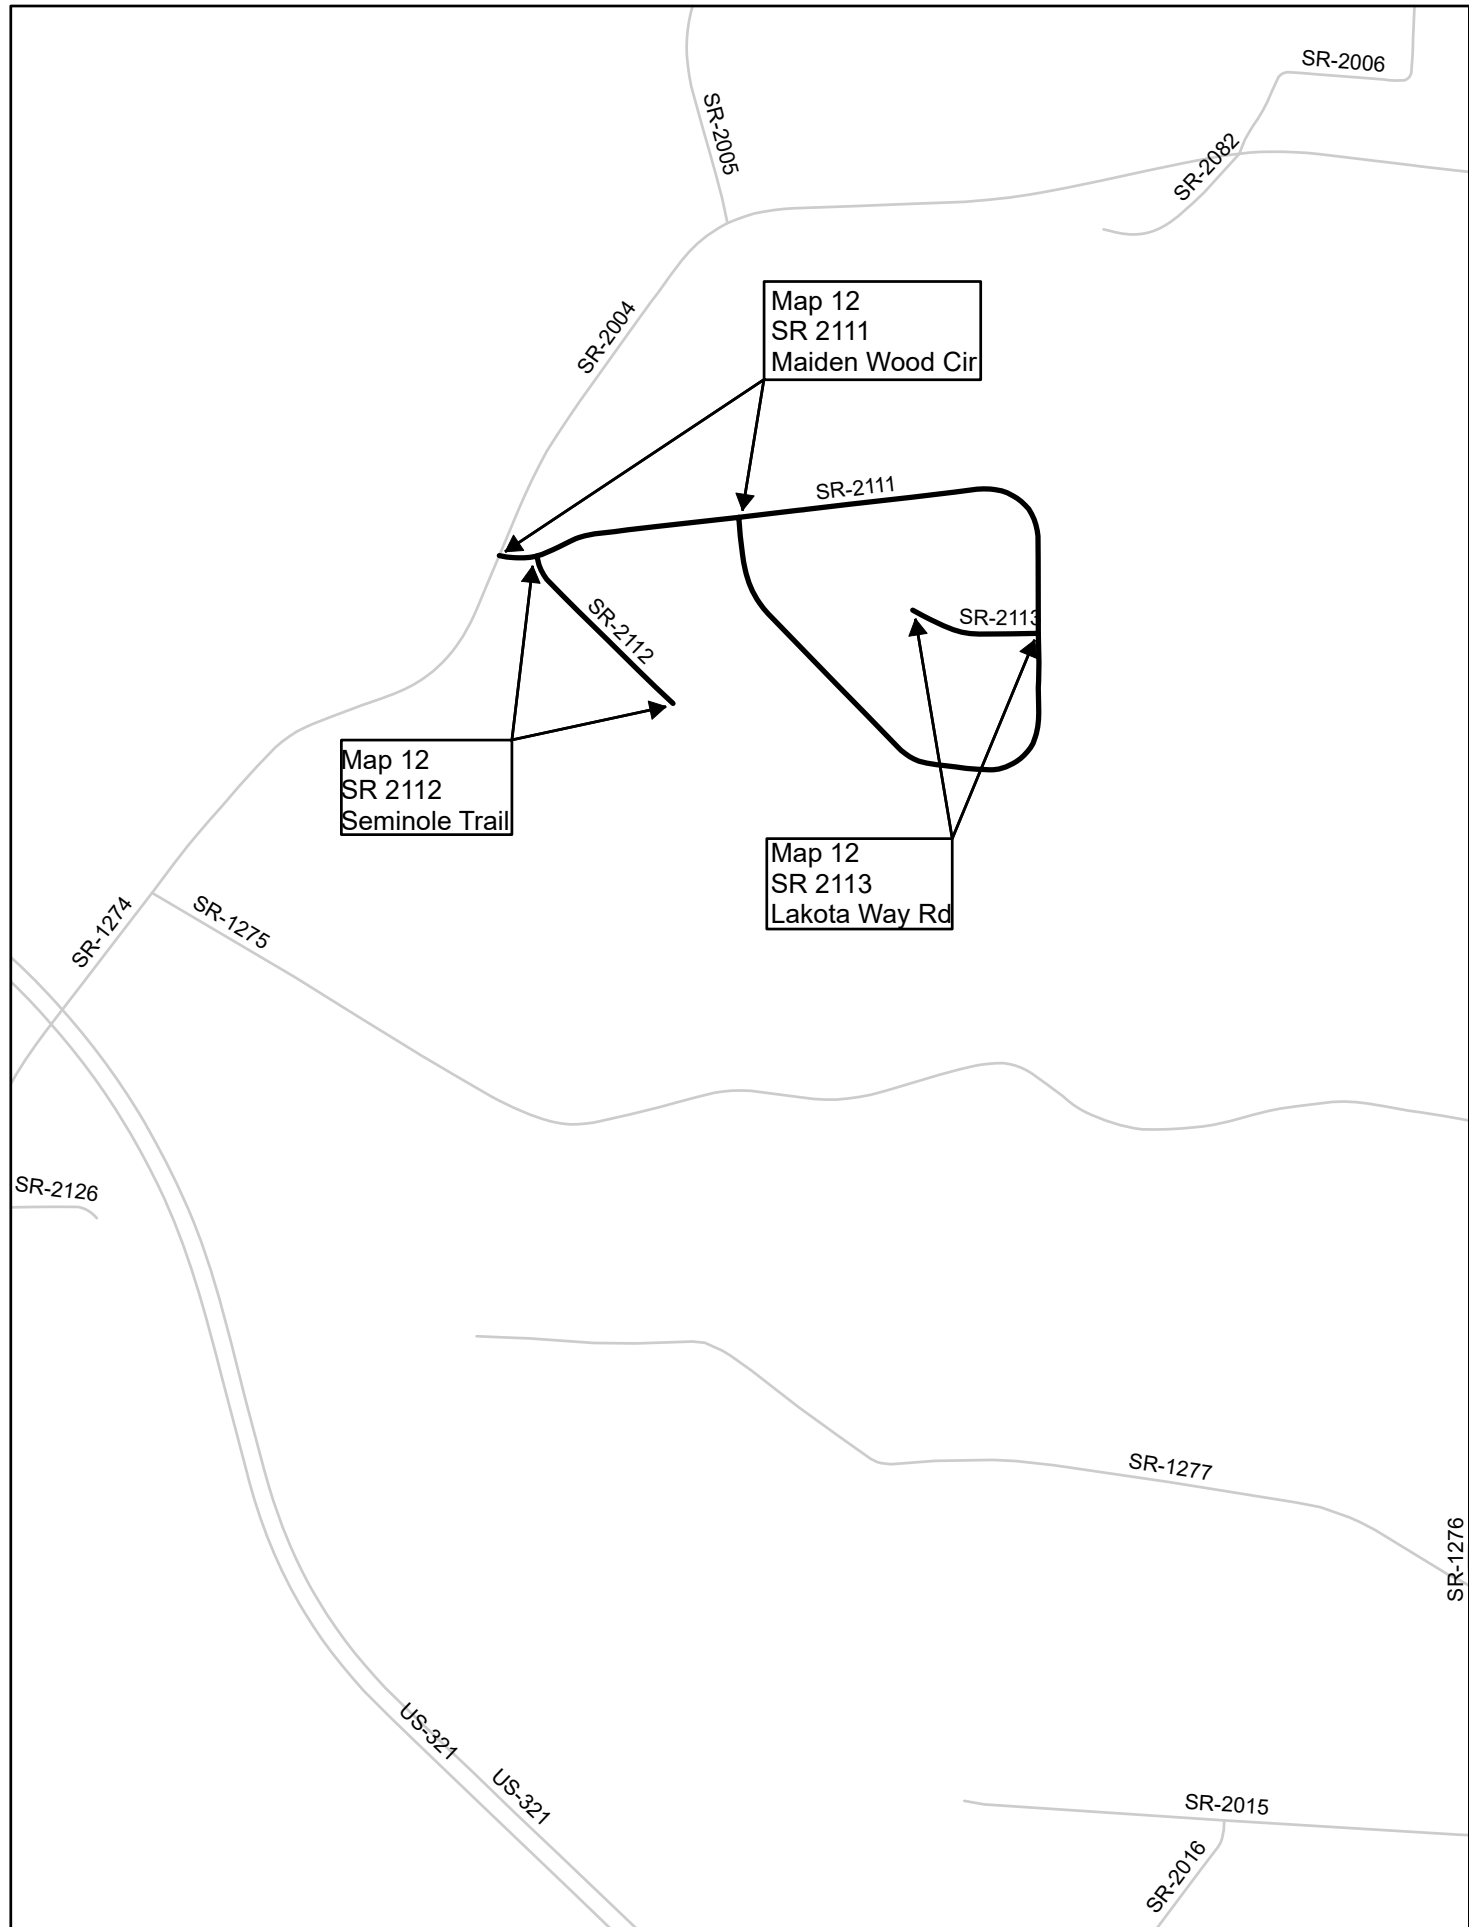 SR-2006
SR-2005
SR-2082
Map 12
SR 2111
Maiden Wood Cir
SR-2004
SR-2111
SR-2113
SR-2112
Map 12
SR 2112
Seminole Trail
Map 12
SR 2113
Lakota Way Rd
SR-1274
SR-1275
SR-2126
SR-1277
SR-1276
US-321
US-321
SR-2015
SR-2016